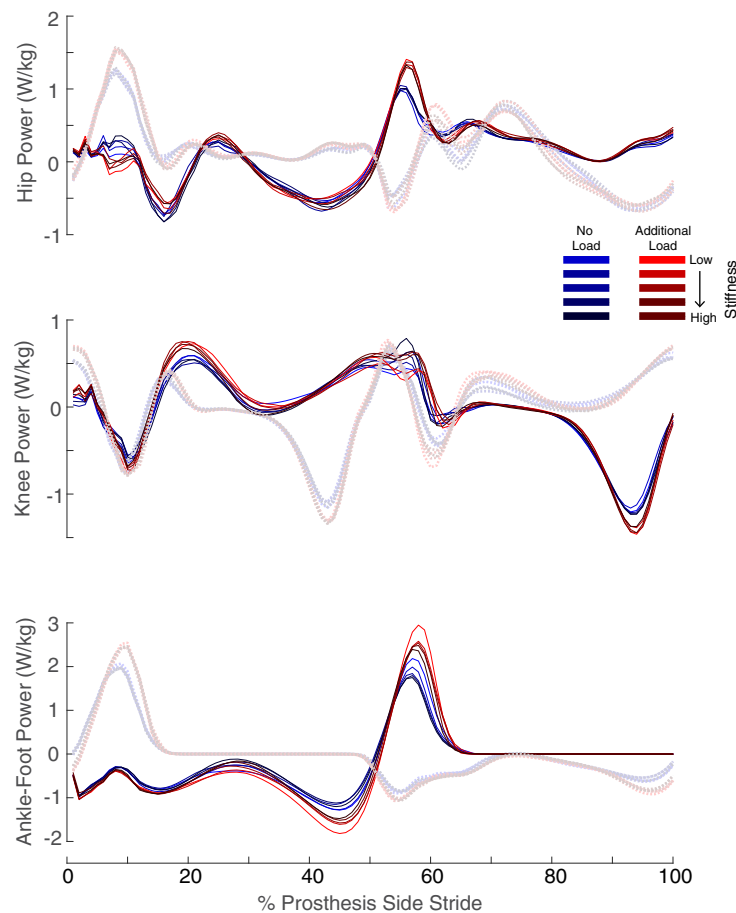 2
1
0
-1
Hip Power (W/kg)
No Load
Additional Load
Low
High
Stiffness
1
0
-1
Knee Power (W/kg)
3
2
1
0
-1
-2
Ankle-Foot Power (W/kg)
0 20 40 60 80 100
% Prosthesis Side Stride